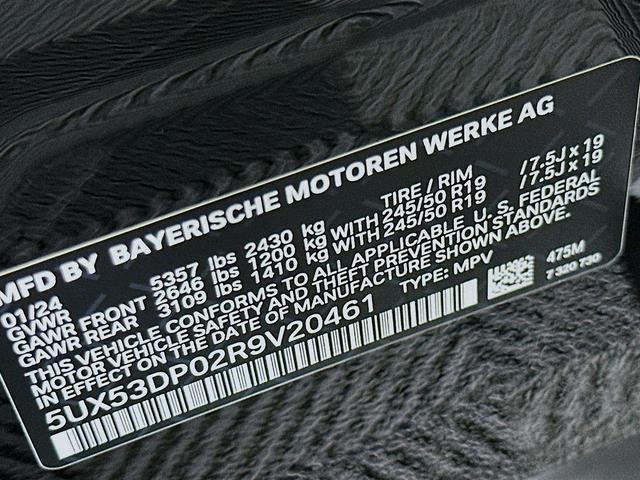 MFD BY BAYERISCHE MOTOREN WERKE AG
01/24 TIRE / RIM
GVWR 5357 lbs 2430 kg
GAWR FRONT 2646 lbs 1200 kg WITH 245/50 R19 /7.5J x 19
GAWR REAR 3109 lbs 1410 kg WITH 245/50 R19 /7.5J x 19
THIS VEHICLE CONFORMS TO ALL APPLICABLE U. S. FEDERAL
MOTOR VEHICLE SAFETY AND THEFT PREVENTION STANDARDS
IN EFFECT ON THE DATE OF MANUFACTURE SHOWN ABOVE.
5UX53DP02R9V20461 TYPE: MPV 475M
7 320 730